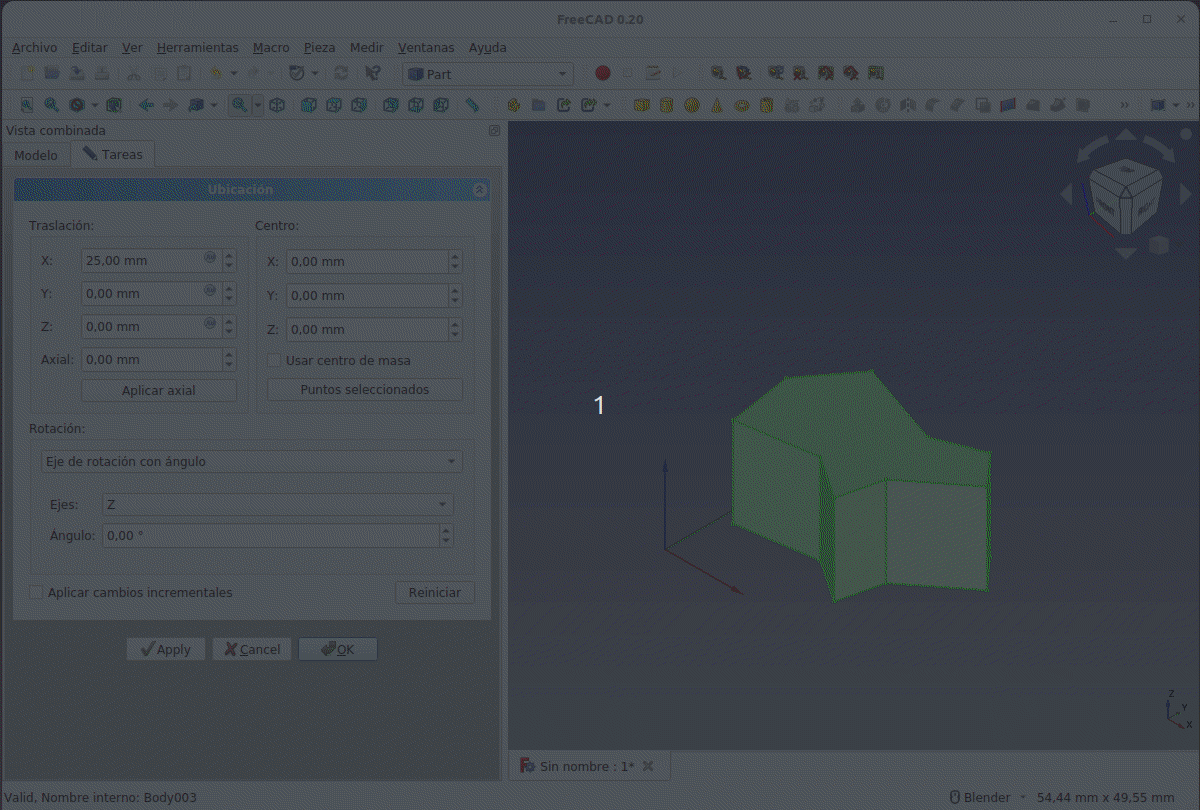 FreeCAD 0.20
Archivo Editar Ver Herramientas Macro Pieza Medir Ventanas Ayuda
Part
Vista combinada
Modelo Tareas
Ubicación
Traslación: Centro:
X: 25,00 mm X: 0,00 mm
Y: 0,00 mm Y: 0,00 mm
Z: 0,00 mm Z: 0,00 mm
Axial: 0,00 mm Usar centro de masa
Aplicar axial Puntos seleccionados
Rotación:
Eje de rotación con ángulo
Ejes: Z
Ángulo: 0,00 °
Aplicar cambios incrementales Reiniciar
Apply Cancel OK
1
Z
Y
X
Sin nombre : 1*
Valid, Nombre interno: Body003 Blender 54,44 mm x 49,55 mm